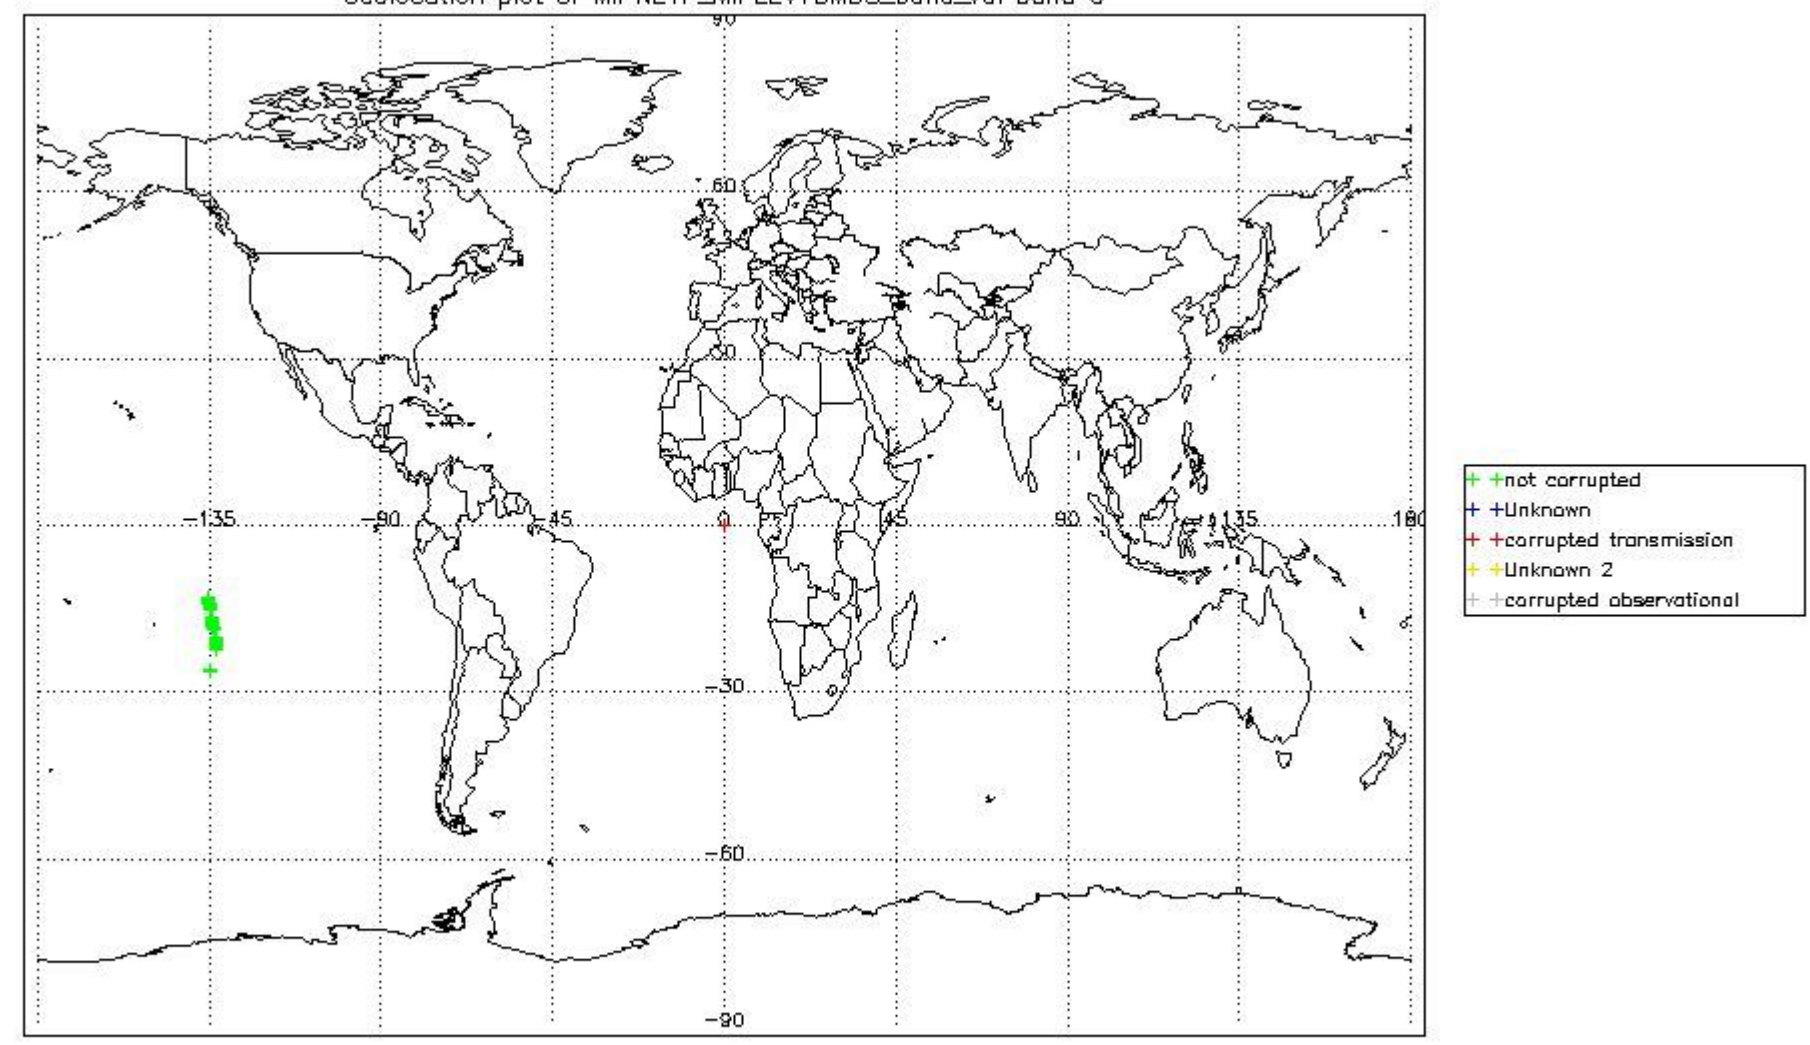 90
60
30
-135 -90 -45 0 45 90 135 180
-30
-60
-90
+ +not corrupted
+ +Unknown
+ +corrupted transmission
+ +Unknown 2
+ +corrupted observational